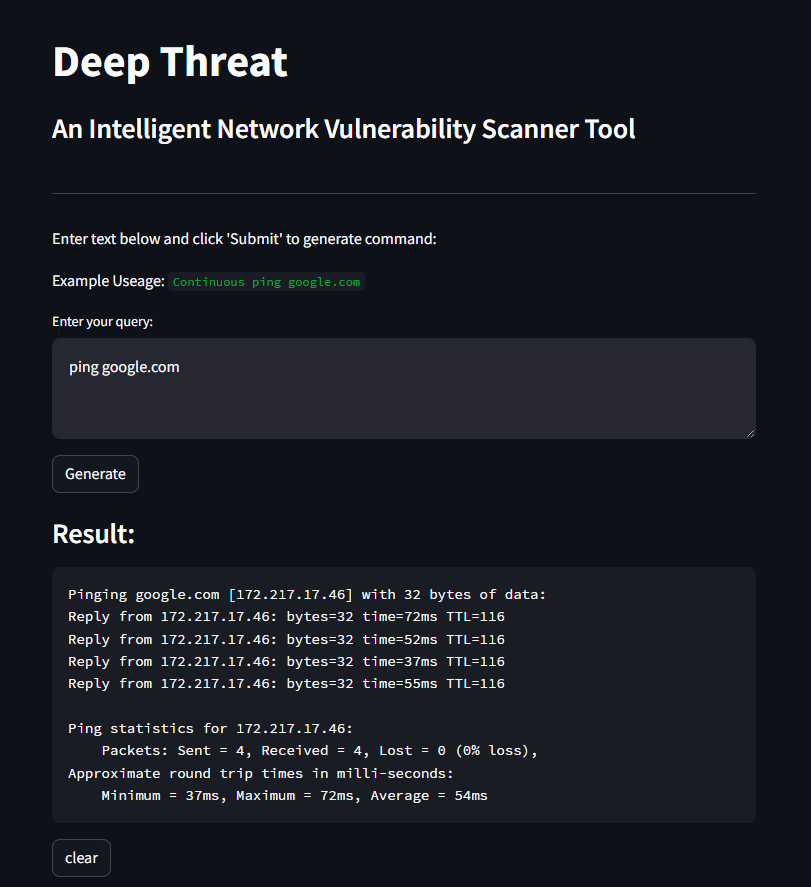 Deep Threat
An Intelligent Network Vulnerability Scanner Tool
Enter text below and click 'Submit' to generate command:
Example Useage: Continuous ping google.com
Enter your query:
ping google.com
Generate
Result:
Pinging google.com [172.217.17.46] with 32 bytes of data:
Reply from 172.217.17.46: bytes=32 time=72ms TTL=116
Reply from 172.217.17.46: bytes=32 time=52ms TTL=116
Reply from 172.217.17.46: bytes=32 time=37ms TTL=116
Reply from 172.217.17.46: bytes=32 time=55ms TTL=116
Ping statistics for 172.217.17.46:
    Packets: Sent = 4, Received = 4, Lost = 0 (0% loss),
Approximate round trip times in milli-seconds:
    Minimum = 37ms, Maximum = 72ms, Average = 54ms
clear